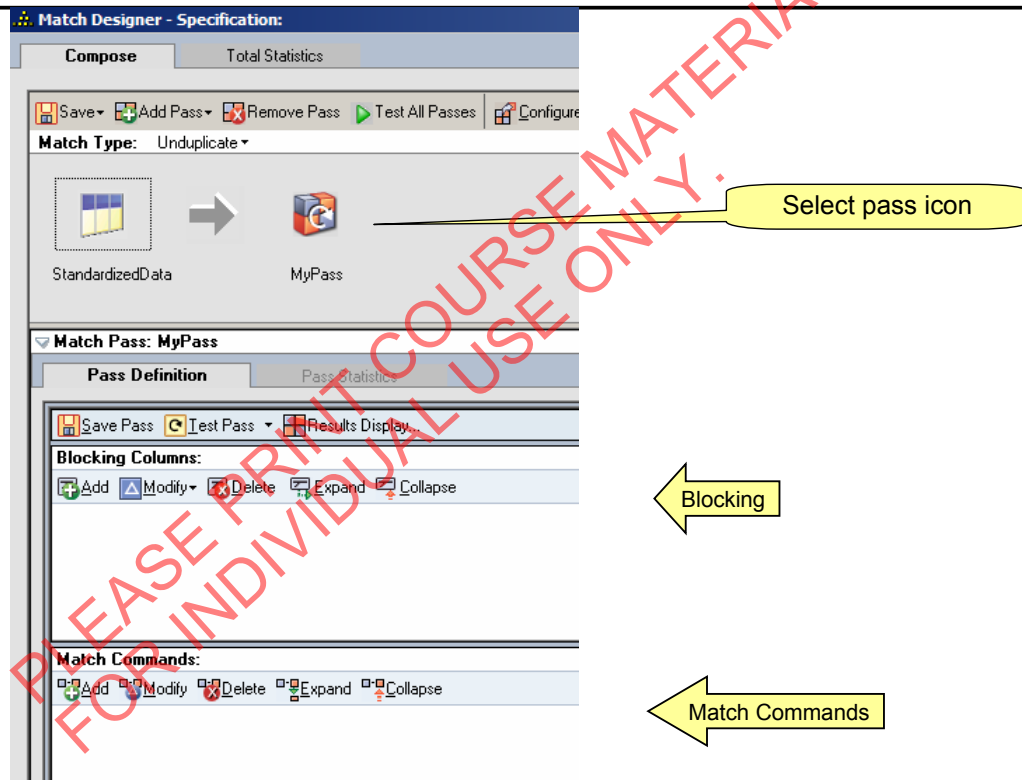 Match Designer - Specification:
Compose Total Statistics
Save Add Pass Remove Pass Test All Passes Configure
Match Type: Unduplicate
Select pass icon
StandardizedData MyPass
Match Pass: MyPass
Pass Definition Pass Statistics
Save Pass Test Pass Results Display...
Blocking Columns:
Add Modify Delete Expand Collapse
Blocking
Match Commands:
Add Modify Delete Expand Collapse
Match Commands
PLEASE PRINT COURSE MATERIA
FOR INDIVIDUAL USE ONLY.